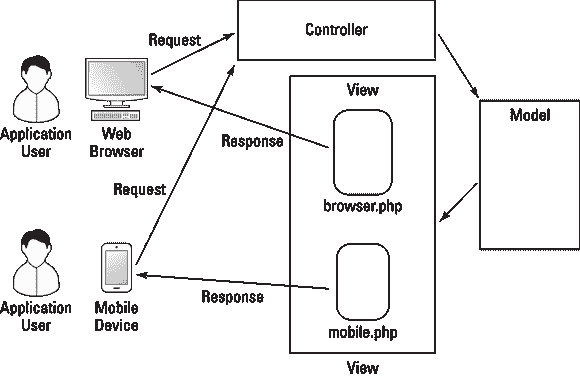 Request
Controller
View
Model
Application
User
Web
Browser
Response
browser.php
Request
Application
User
Mobile
Device
Response
mobile.php
View